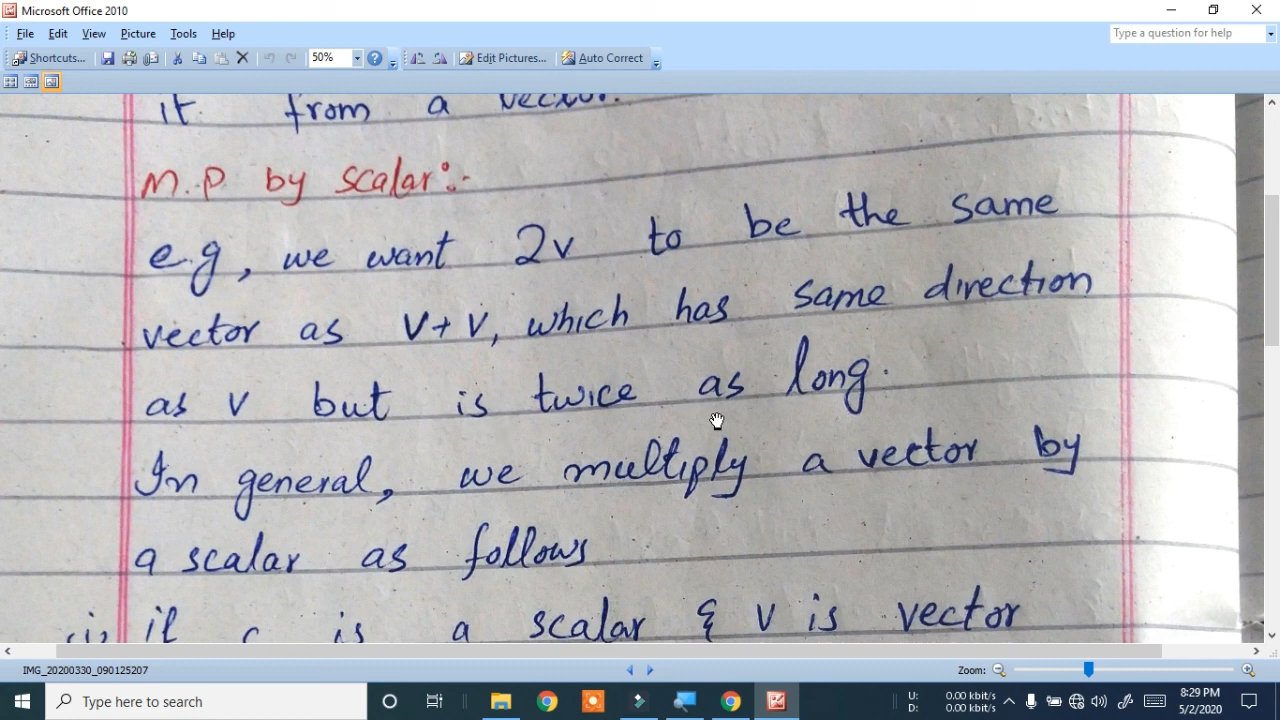 Microsoft Office 2010
File Edit View Picture Tools Help
Type a question for help
Shortcuts... 50% Edit Pictures... Auto Correct
it from a vector.
M.P by scalar:-
e.g, we want 2v to be the same
vector as v+v, which has same direction
as v but is twice as long.
In general, we multiply a vector by
a scalar as follows
(i) if c is a scalar & v is vector
IMG_20200330_090125207
Zoom:
Type here to search
U: 0.00 kbit/s
D: 0.00 kbit/s
8:29 PM
5/2/2020